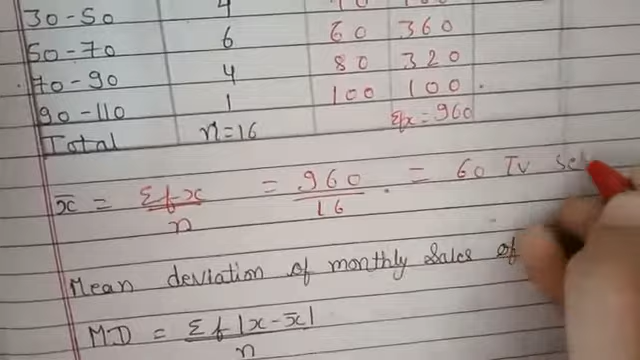 30-50 4
50-70 6 60 360
70-90 4 80 320
90-110 1 100 100
Total n=16 Σfx=960
x̄ = Σfx/n = 960/16 = 60 TV
Mean deviation of monthly sales of
MD = Σf|x-x̄|/n